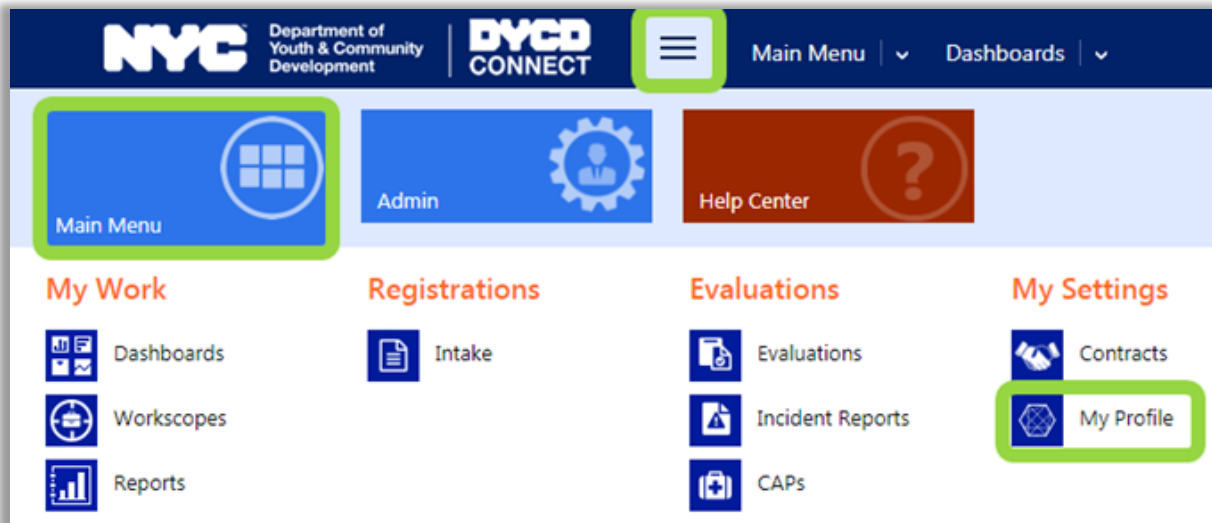 NYC
Department of
Youth & Community
Development
DYCD
CONNECT
Main Menu
Dashboards
Main Menu
Admin
?
Help Center
My Work
Registrations
Evaluations
My Settings
Dashboards
Intake
Evaluations
Contracts
Workscopes
Incident Reports
My Profile
Reports
CAPs